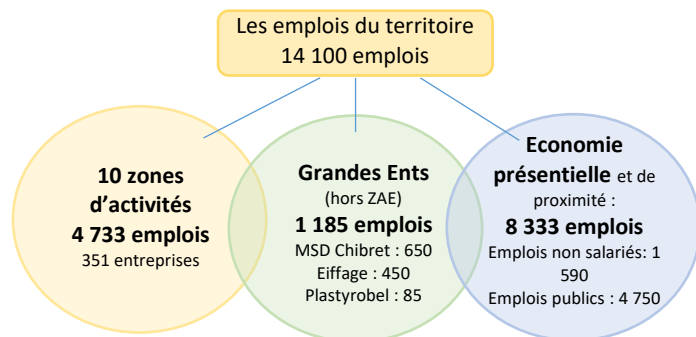 Les emplois du territoire
14 100 emplois
10 zones
d’activités
4 733 emplois
351 entreprises
Grandes Ents
(hors ZAE)
1 185 emplois
MSD Chibret : 650
Eiffage : 450
Plastyrobel : 85
Economie
présentielle et de
proximité :
8 333 emplois
Emplois non salariés: 1
590
Emplois publics : 4 750